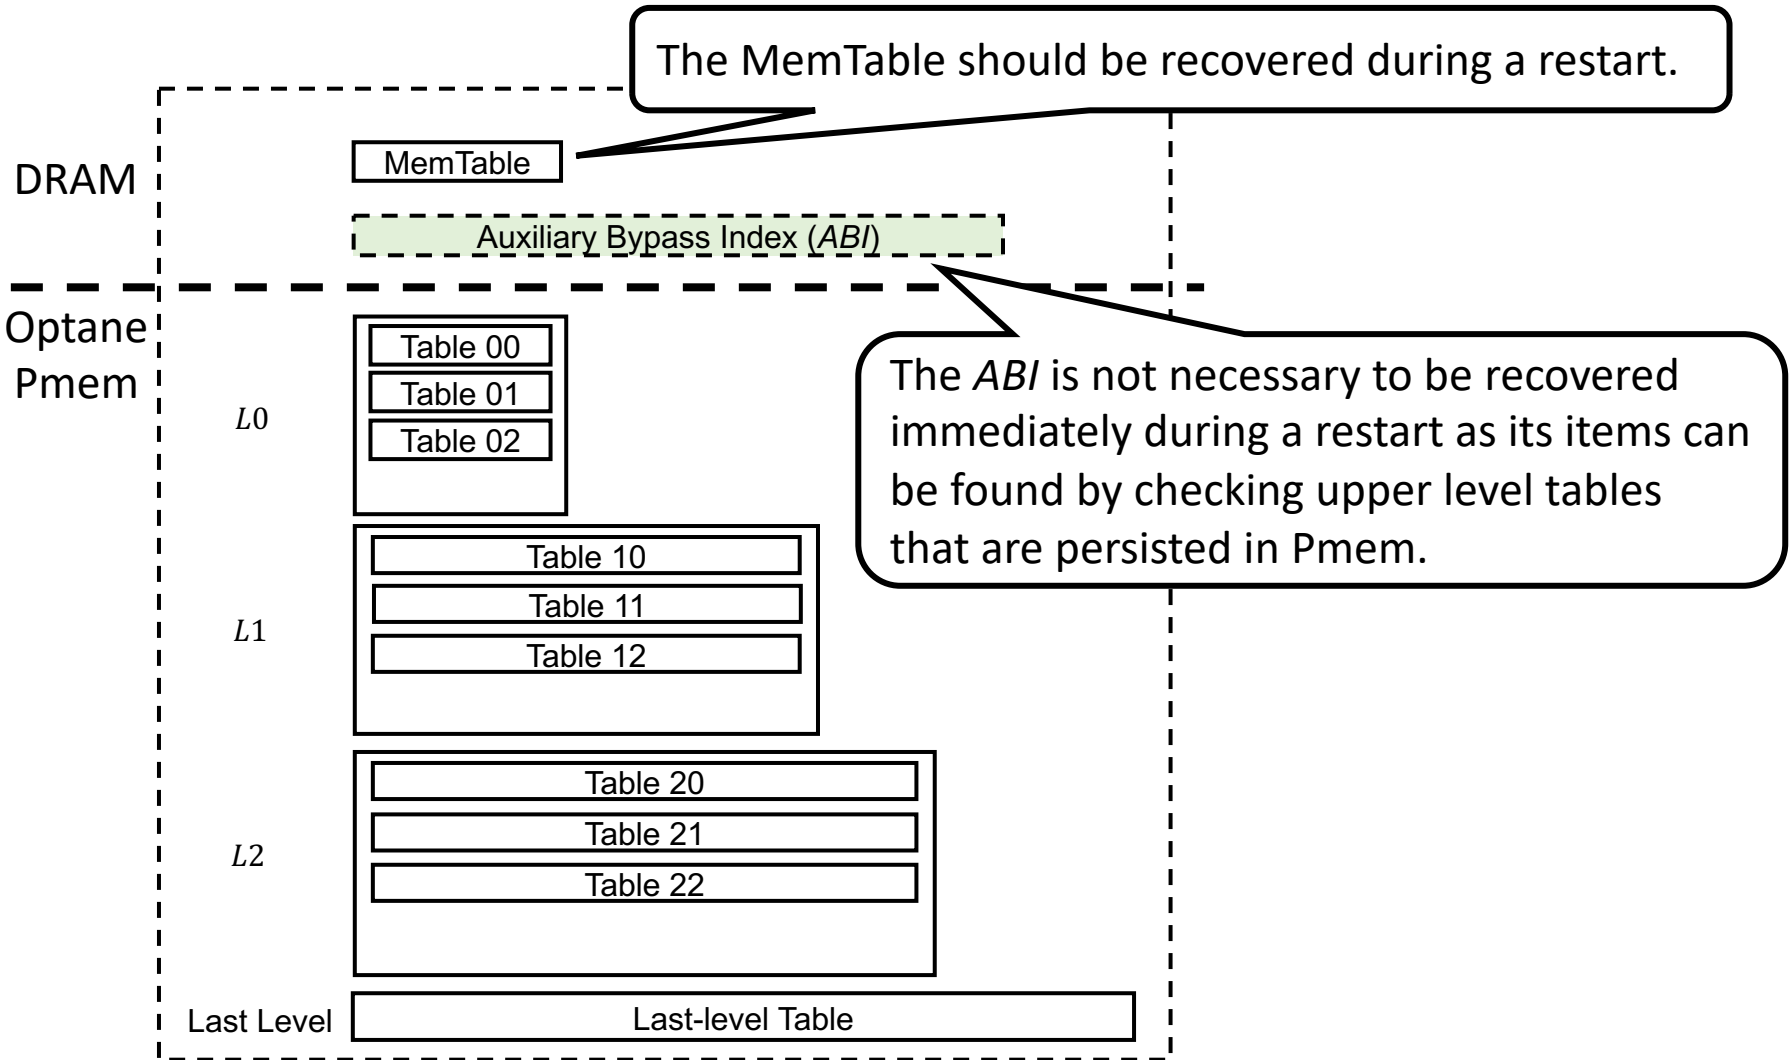 The MemTable should be recovered during a restart.
DRAM
MemTable
Auxiliary Bypass Index (ABI)
Optane
Pmem
L0
Table 00
Table 01
Table 02
The ABI is not necessary to be recovered
immediately during a restart as its items can
be found by checking upper level tables
that are persisted in Pmem.
L1
Table 10
Table 11
Table 12
L2
Table 20
Table 21
Table 22
Last Level
Last-level Table